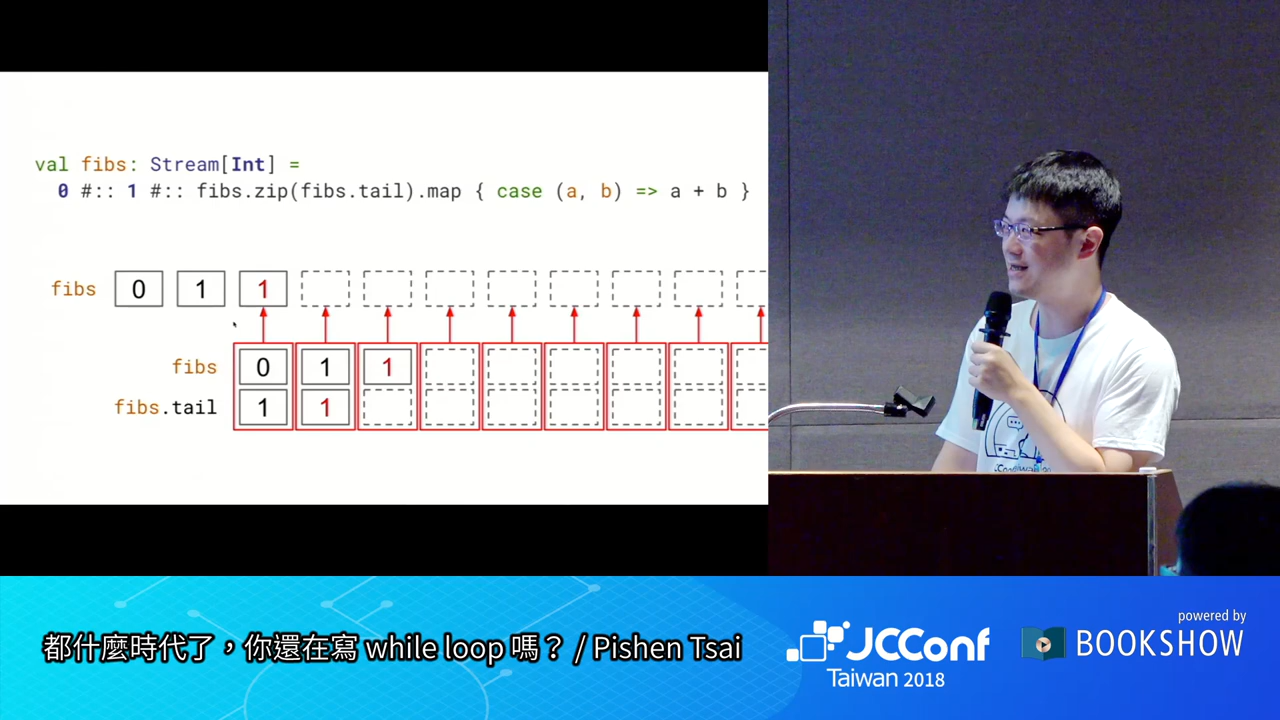 val fibs: Stream[Int] =
0 #:: 1 #:: fibs.zip(fibs.tail).map { case (a, b) => a + b }
fibs 0 1 1
fibs 0 1 1
fibs.tail 1 1
都什麼時代了，你還在寫 while loop 嗎？ / Pishen Tsai
JCConf
Taiwan 2018
powered by
BOOKSHOW